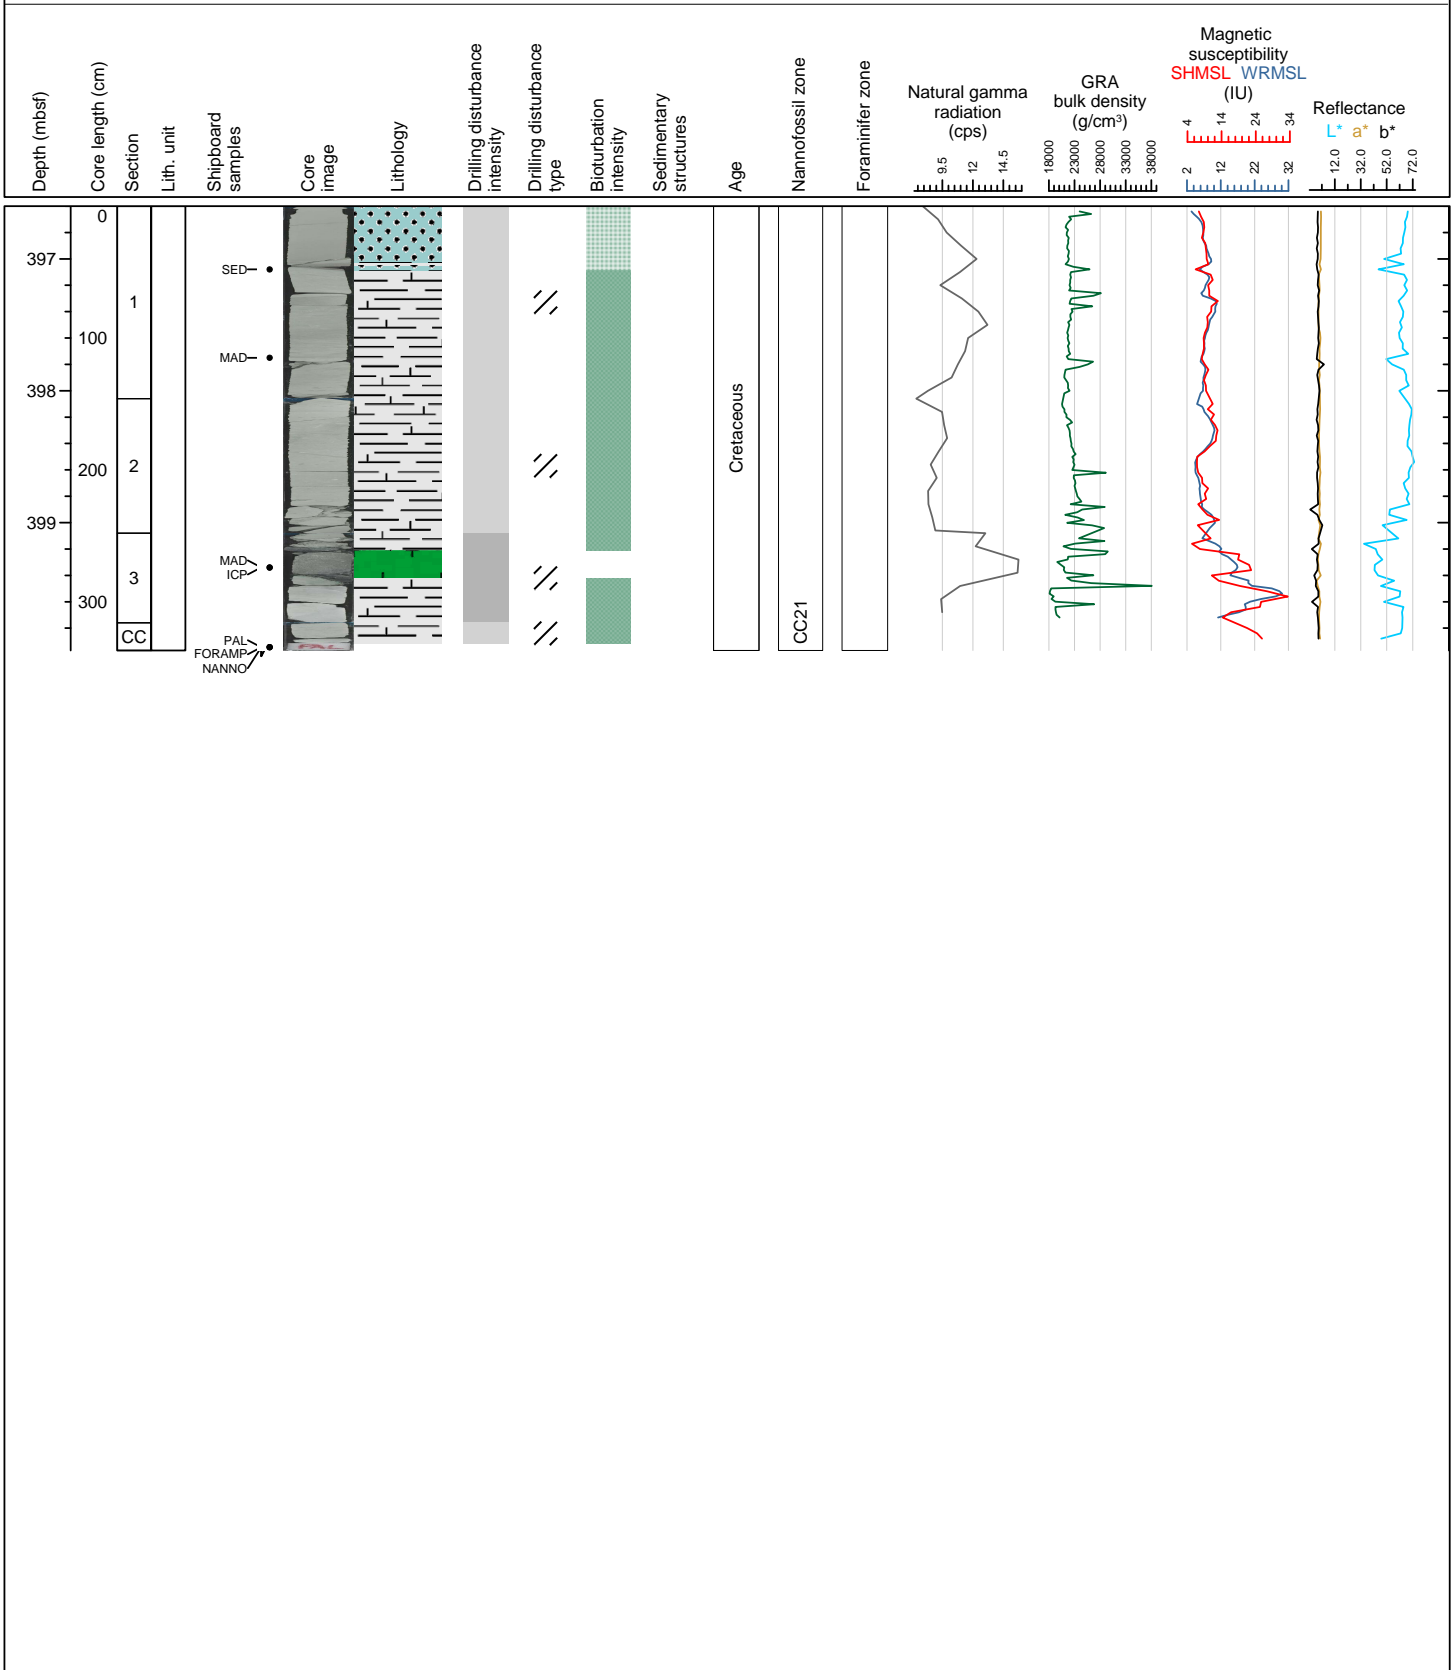 Depth (mbsf)
Core length (cm)
Section
Lith. unit
Shipboard
samples
Core
image
Lithology
Drilling disturbance
intensity
Drilling disturbance
type
Bioturbation
intensity
Sedimentary
structures
Age
Nannofossil zone
Foraminifer zone
Natural gamma
radiation
(cps)
9.5 12 14.5
GRA
bulk density
(g/cm³)
18000 23000 28000 33000 38000
Magnetic
susceptibility
SHMSL WRMSL
(IU)
4 14 24 34
2 12 22 32
Reflectance
L* a* b*
12.0 32.0 52.0 72.0
0
397
SED
1
100
MAD
398
Cretaceous
200
2
399
MAD
ICP
3
300
CC21
CC
PAL
PAL
FORAMP
NANNO